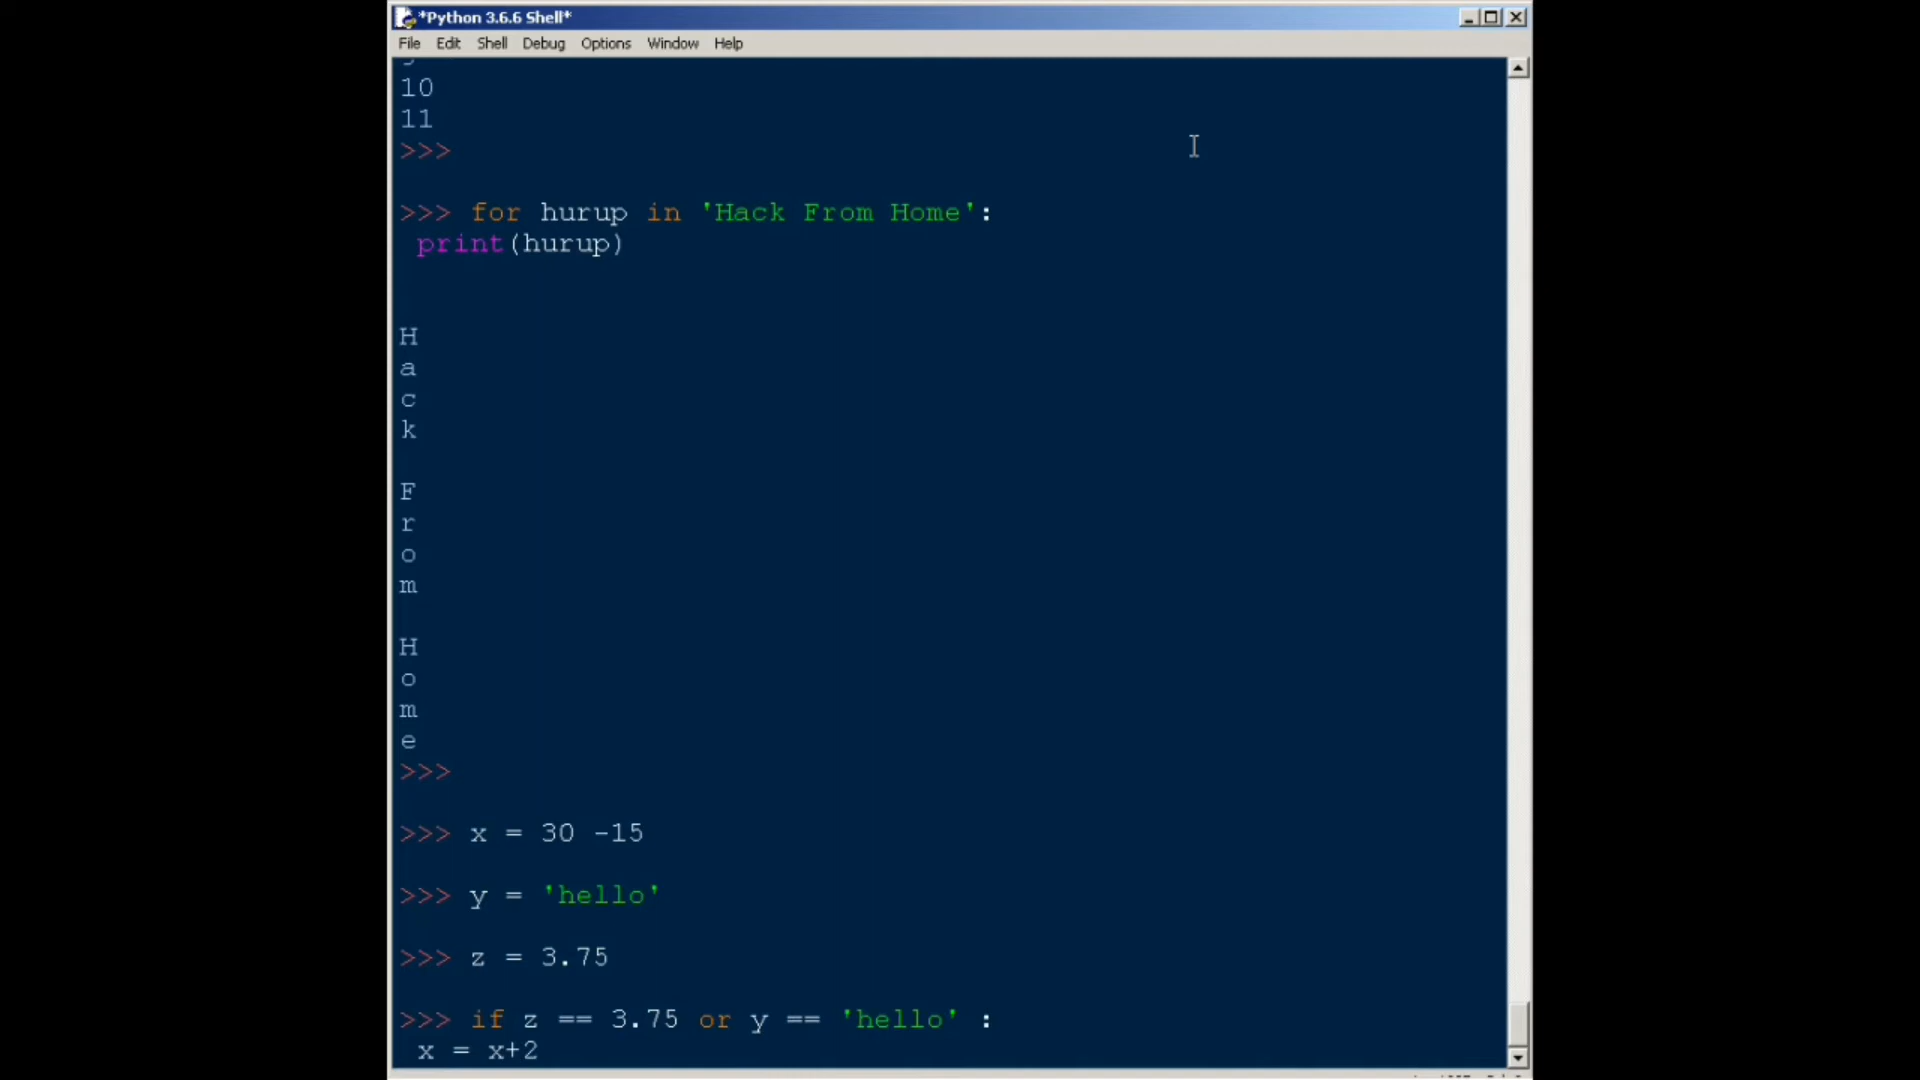 *Python 3.6.6 Shell*
File Edit Shell Debug Options Window Help
10
11
>>>
>>> for hurup in 'Hack From Home':
print(hurup)
H
a
c
k
F
r
o
m
H
o
m
e
>>>
>>> x = 30 -15
>>> y = 'hello'
>>> z = 3.75
>>> if z == 3.75 or y == 'hello' :
x = x+2